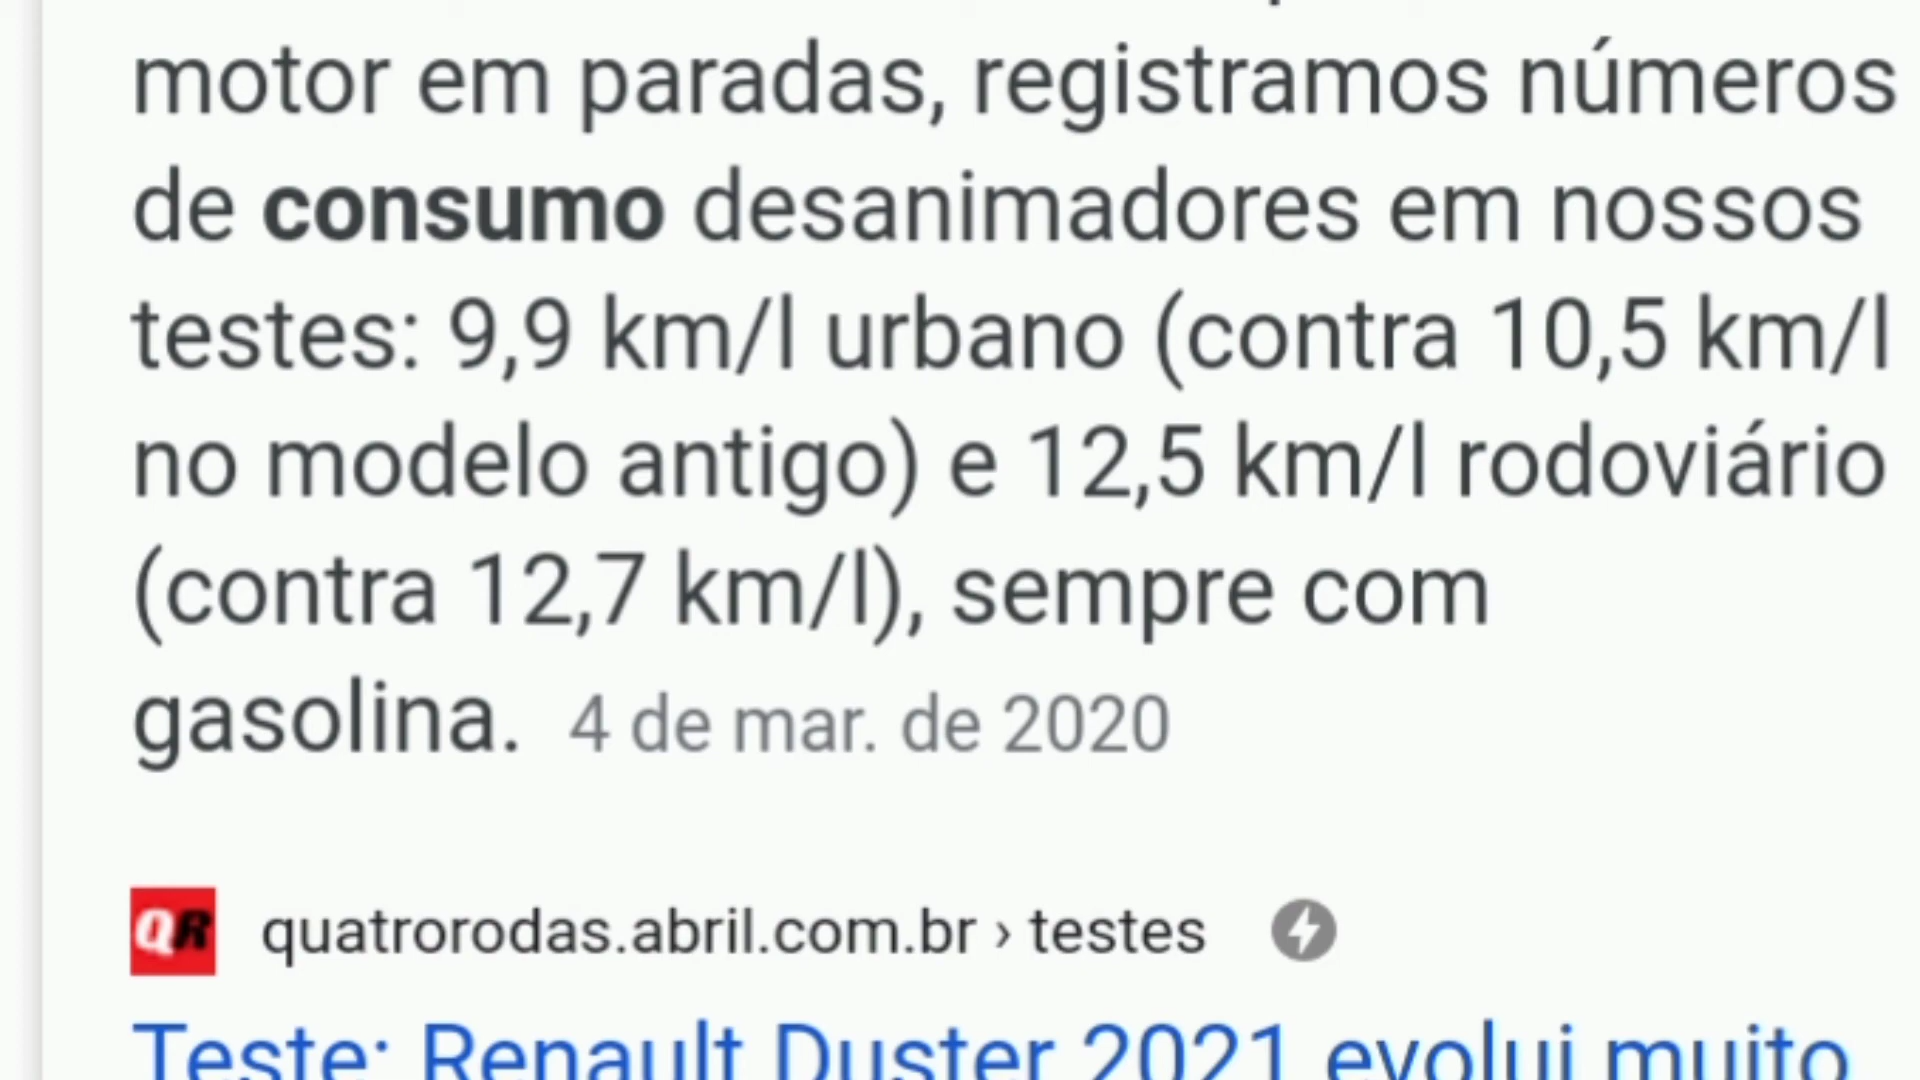 motor em paradas, registramos números
de consumo desanimadores em nossos
testes: 9,9 km/l urbano (contra 10,5 km/l
no modelo antigo) e 12,5 km/l rodoviário
(contra 12,7 km/l), sempre com
gasolina. 4 de mar. de 2020
QR quatrorodas.abril.com.br › testes
Teste: Renault Duster 2021 evolui muito